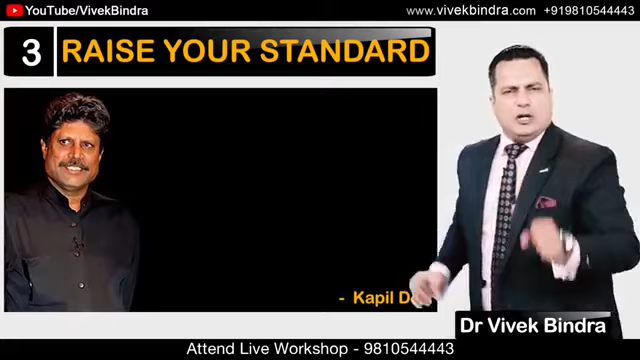 YouTube/VivekBindra
www.vivekbindra.com +919810544443
3 RAISE YOUR STANDARD
- Kapil
Dr Vivek Bindra
Attend Live Workshop - 9810544443